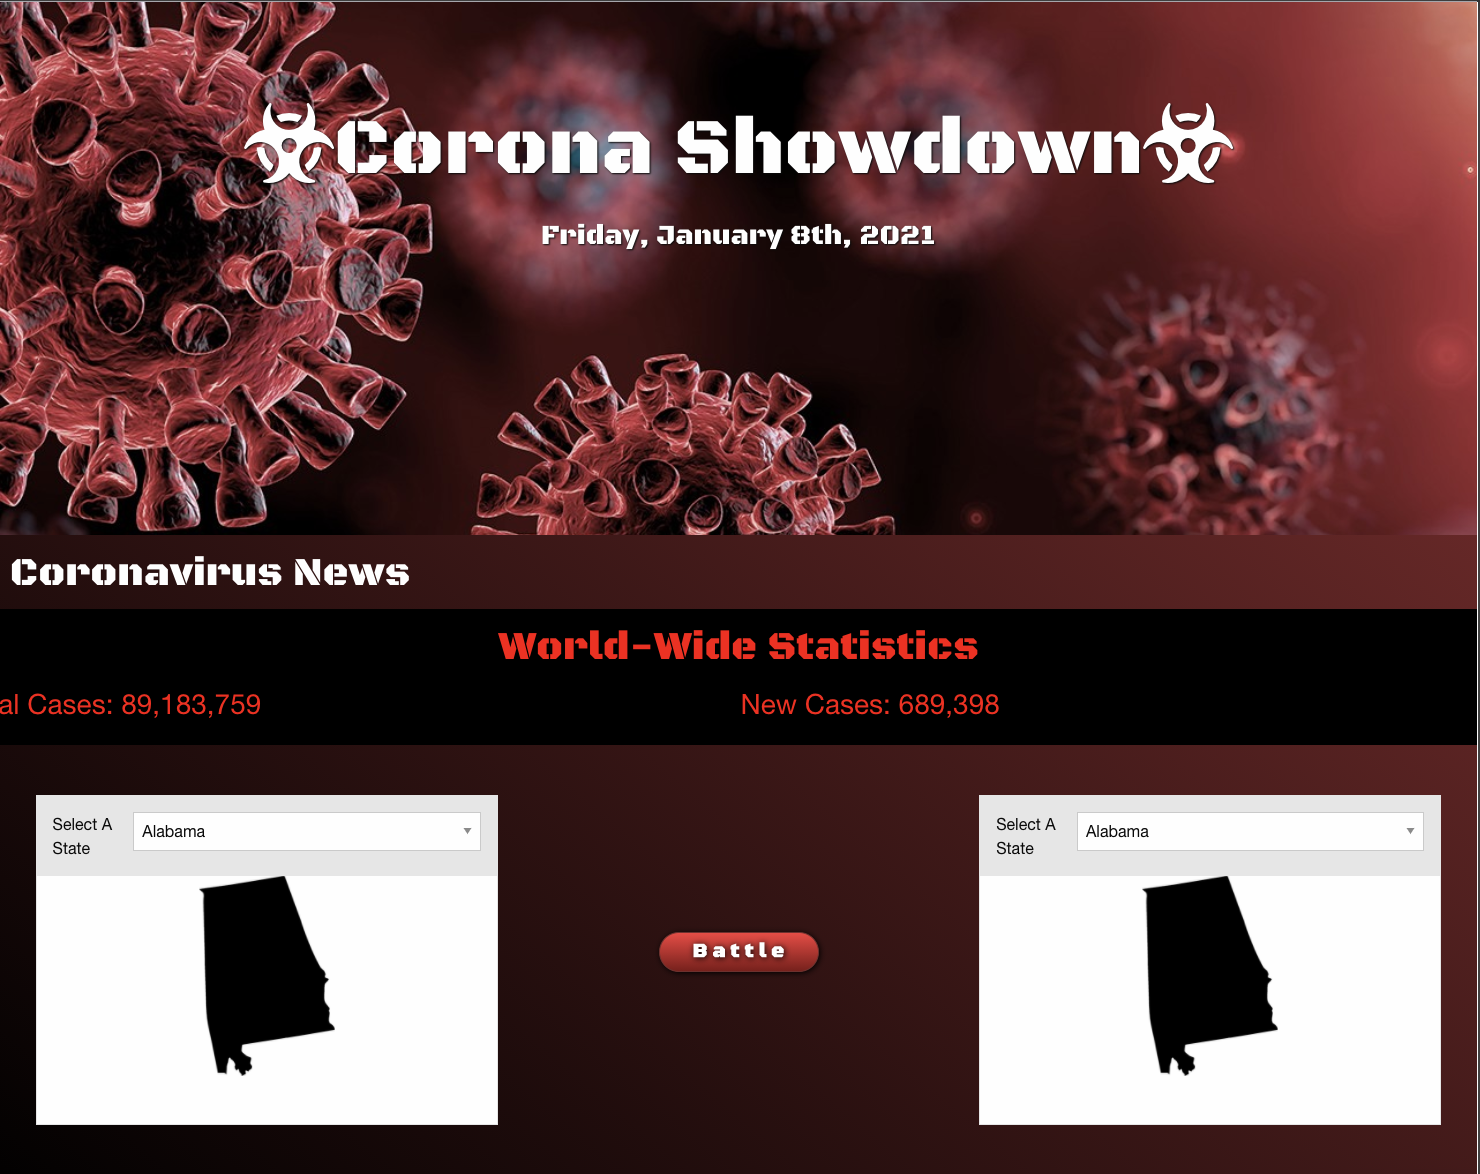 ☣Corona Showdown☣
Friday, January 8th, 2021
Coronavirus News
World-Wide Statistics
al Cases: 89,183,759 New Cases: 689,398
Select A
State
Alabama
Battle
Select A
State
Alabama